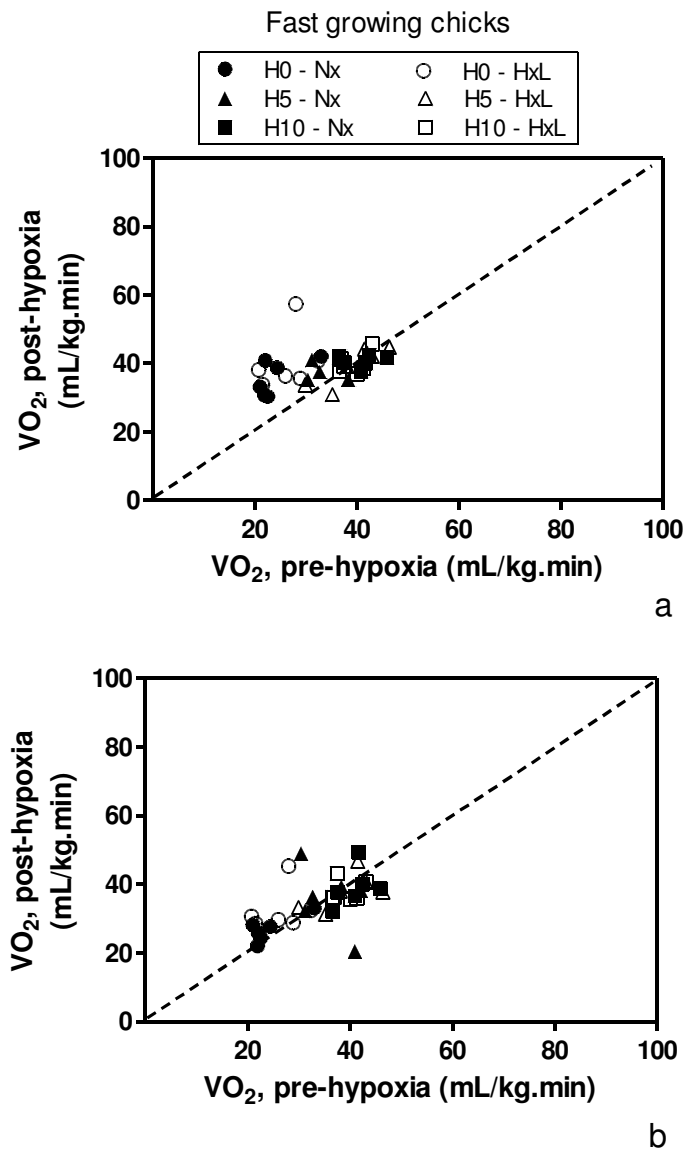 Fast growing chicks
H0 - Nx H0 - HxL
H5 - Nx H5 - HxL
H10 - Nx H10 - HxL
100
80
60
40
20
0
VO₂, post-hypoxia
(mL/kg.min)
20 40 60 80 100
VO₂, pre-hypoxia (mL/kg.min)
a
100
80
60
40
20
0
VO₂, post-hypoxia
(mL/kg.min)
20 40 60 80 100
VO₂, pre-hypoxia (mL/kg.min)
b